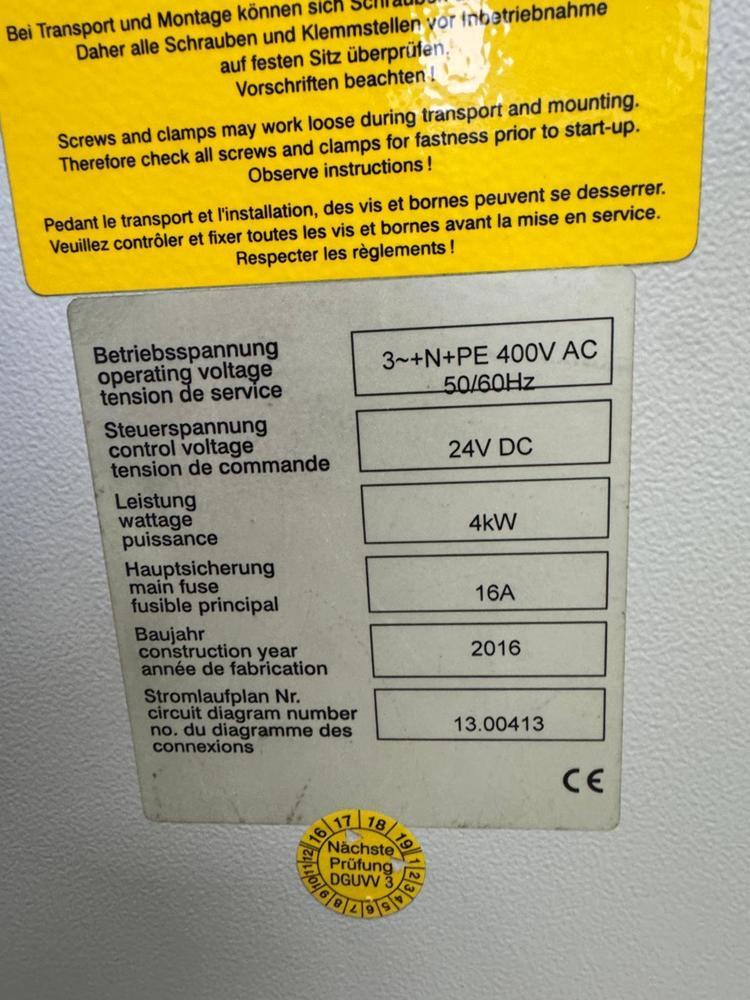 Bei Transport und Montage können sich
Daher alle Schrauben und Klemmstellen vor Inbetriebnahme
auf festen Sitz überprüfen.
Vorschriften beachten!
Screws and clamps may work loose during transport and mounting.
Therefore check all screws and clamps for fastness prior to start-up.
Observe instructions!
Pedant le transport et l'installation, des vis et bornes peuvent se desserrer.
Veuillez contrôler et fixer toutes les vis et bornes avant la mise en service.
Respecter les règlements!
Betriebsspannung
operating voltage
tension de service
3~+N+PE 400V AC
50/60Hz
Steuerspannung
control voltage
tension de commande
24V DC
Leistung
wattage
puissance
4kW
Hauptsicherung
main fuse
fusible principal
16A
Baujahr
construction year
année de fabrication
2016
Stromlaufplan Nr.
circuit diagram number
no. du diagramme des
connexions
13.00413
CE
16 17 18 19
Nächste
Prüfung
DGUVV 3
1 2 3 4 5 6 7 8 9 10 11 12